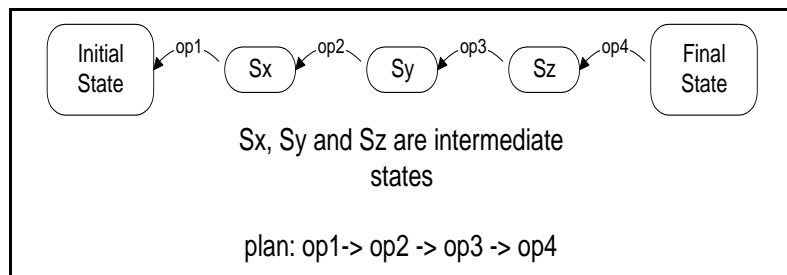 Initial
State
op1
Sx
op2
Sy
op3
Sz
op4
Final
State
Sx, Sy and Sz are intermediate
states
plan: op1-> op2 -> op3 -> op4